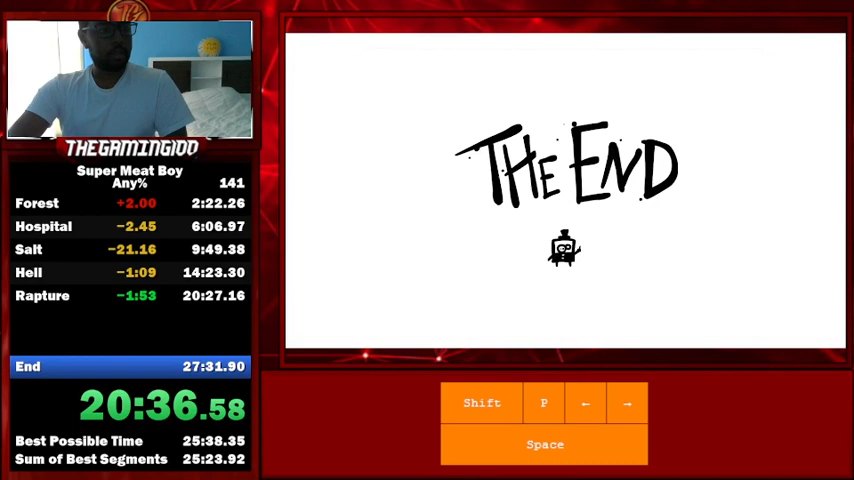 THEGAMING100
Super Meat Boy
Any% 141
Forest +2.00 2:22.26
Hospital −2.45 6:06.97
Salt −21.16 9:49.38
Hell −1:09 14:23.30
Rapture −1:53 20:27.16
End 27:31.90
20:36.58
Best Possible Time 25:38.35
Sum of Best Segments 25:23.92
THE END
Shift P ← →
Space